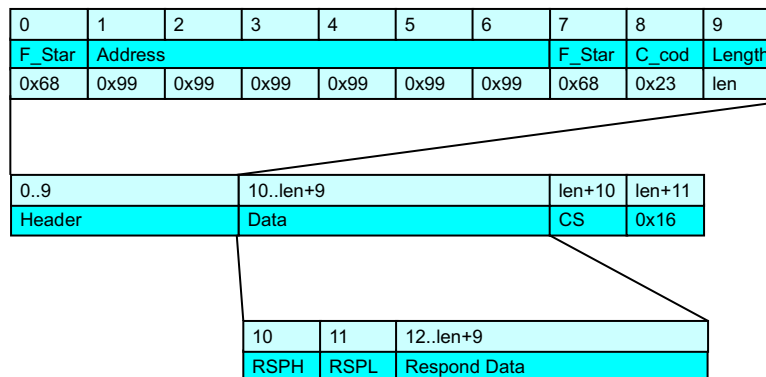 0 1 2 3 4 5 6 7 8 9
F_Star Address F_Star C_cod Length
0x68 0x99 0x99 0x99 0x99 0x99 0x99 0x68 0x23 len
0..9 10..len+9 len+10 len+11
Header Data CS 0x16
10 11 12..len+9
RSPH RSPL Respond Data